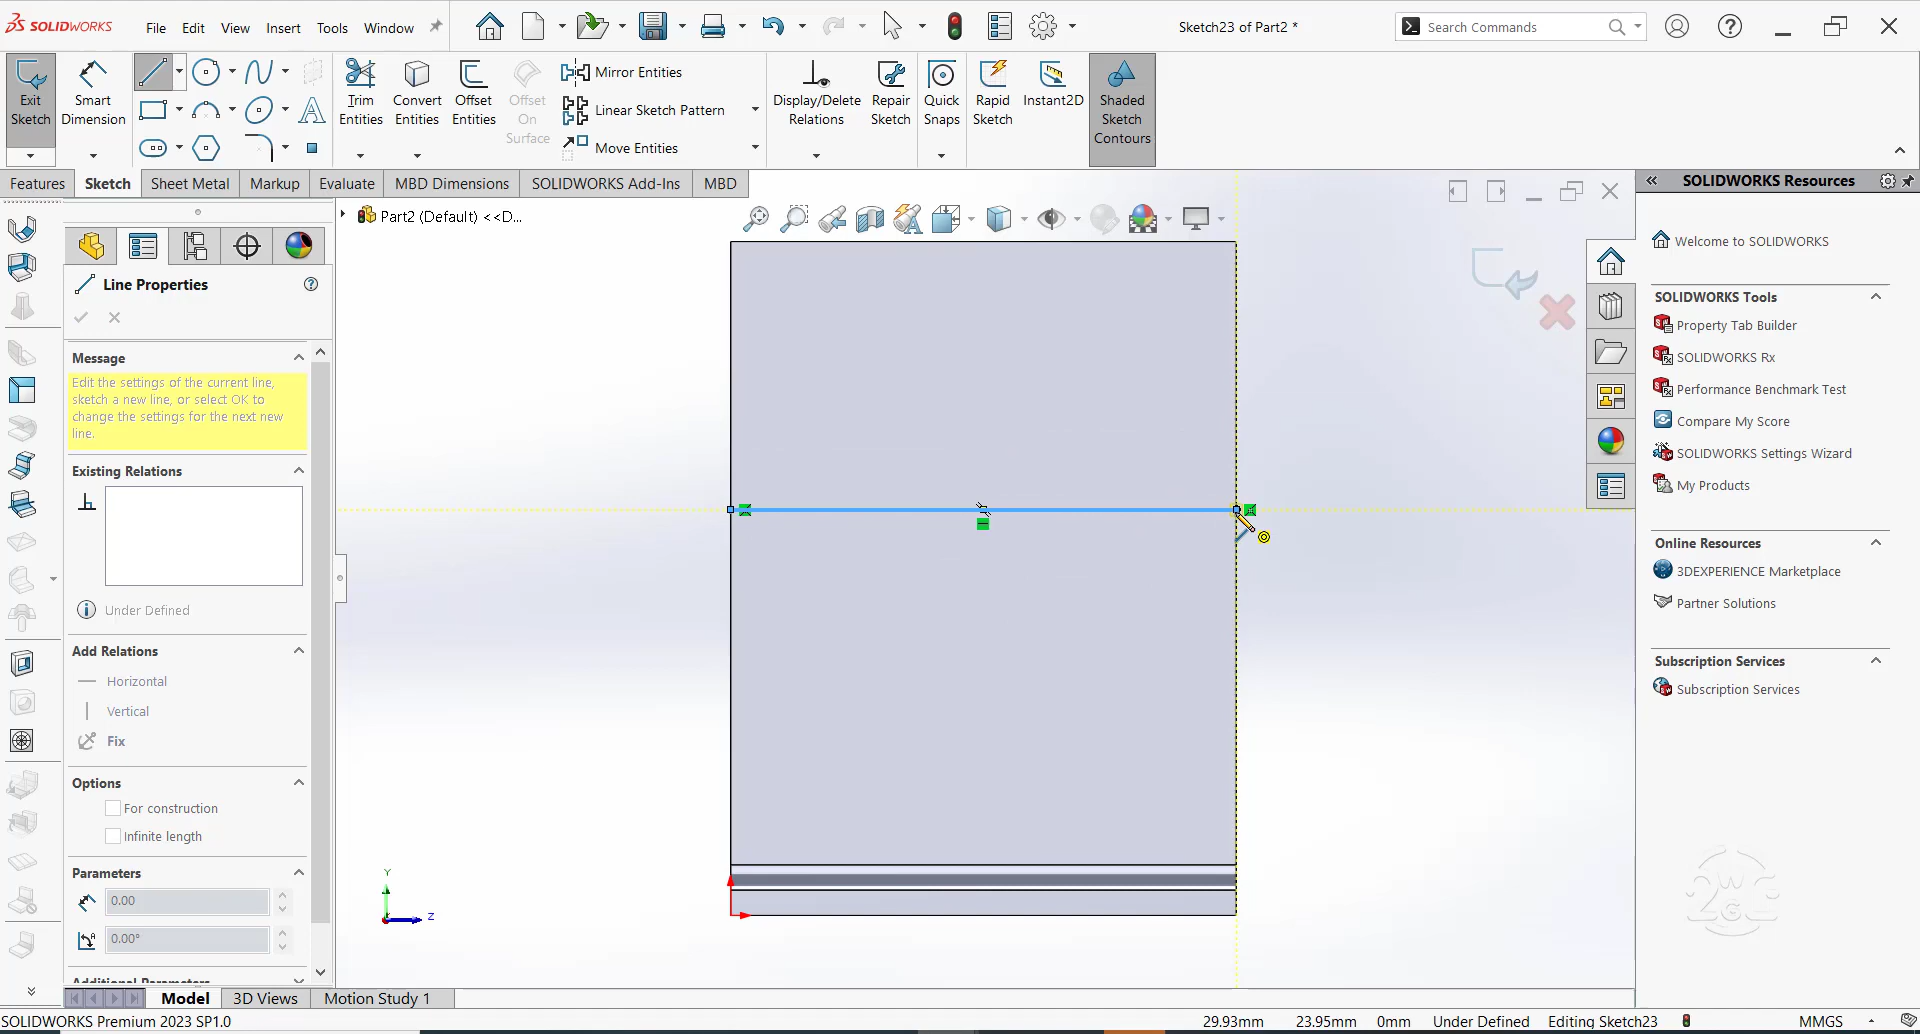 SOLIDWORKS
File
Edit
View
Insert
Tools
Window
Sketch23 of Part2 *
Search Commands
Exit
Sketch
Smart
Dimension
Trim
Entities
Convert
Entities
Offset
Entities
Offset
On
Surface
Mirror Entities
Linear Sketch Pattern
Move Entities
Display/Delete
Relations
Repair
Sketch
Quick
Snaps
Rapid
Sketch
Instant2D
Shaded
Sketch
Contours
Features
Sketch
Sheet Metal
Markup
Evaluate
MBD Dimensions
SOLIDWORKS Add-Ins
MBD
Part2 (Default) <<D...
Line Properties
Message
Edit the settings of the current line,
sketch a new line, or select OK to
change the settings for the next new
line.
Existing Relations
Under Defined
Add Relations
Horizontal
Vertical
Fix
Options
For construction
Infinite length
Parameters
0.00
0.00°
Additional Parameters
Y
Z
SOLIDWORKS Resources
Welcome to SOLIDWORKS
SOLIDWORKS Tools
Property Tab Builder
SOLIDWORKS Rx
Performance Benchmark Test
Compare My Score
SOLIDWORKS Settings Wizard
My Products
Online Resources
3DEXPERIENCE Marketplace
Partner Solutions
Subscription Services
Subscription Services
Model
3D Views
Motion Study 1
SOLIDWORKS Premium 2023 SP1.0
29.93mm
23.95mm
0mm
Under Defined
Editing Sketch23
MMGS